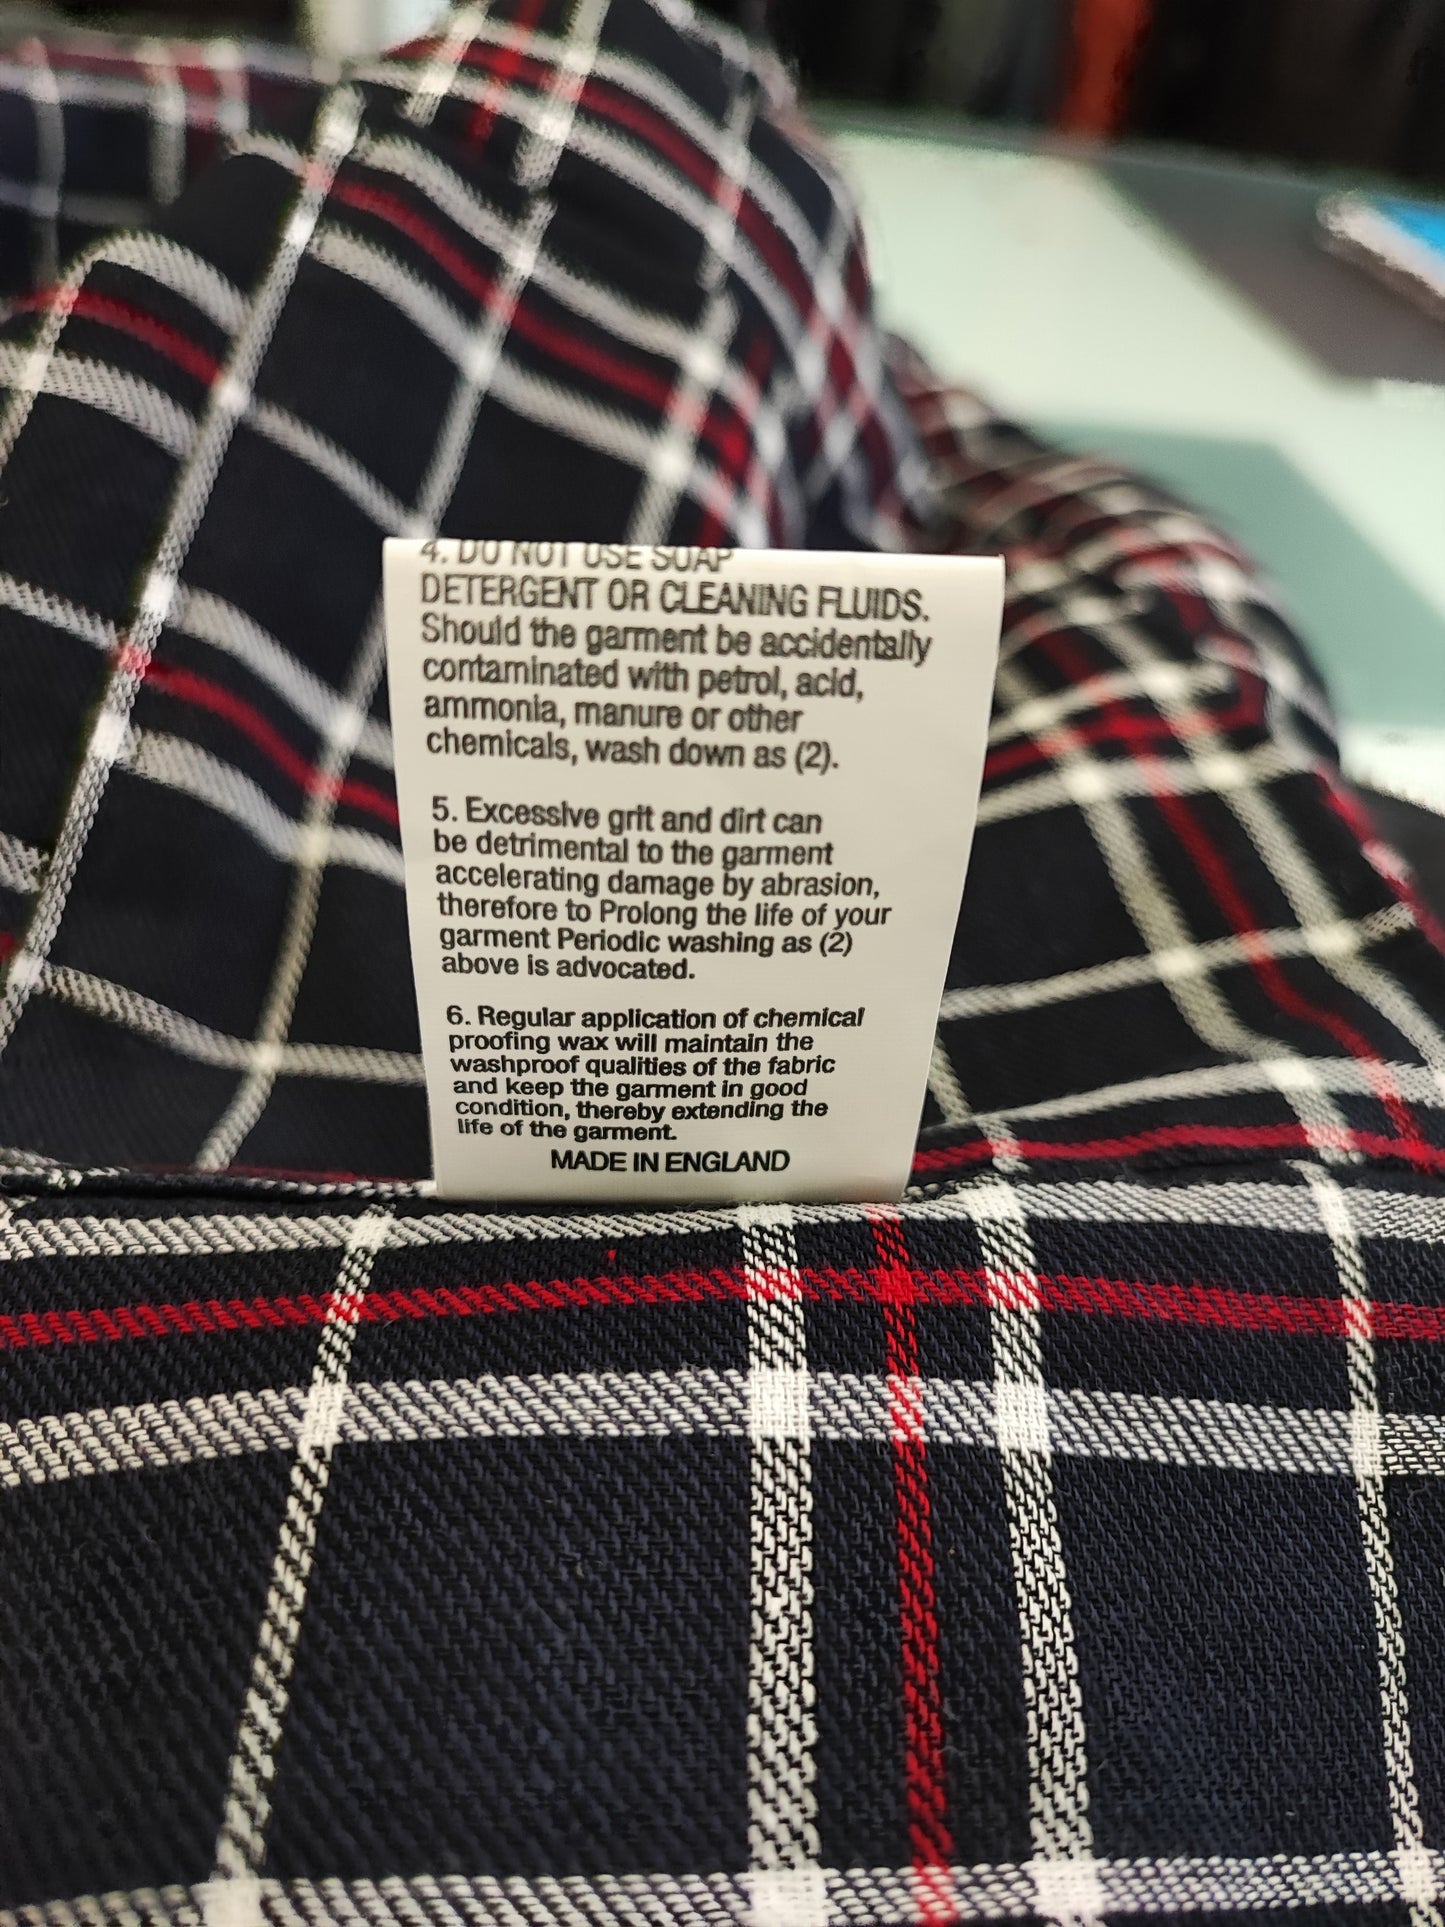 4. DO NOT USE SOAP
DETERGENT OR CLEANING FLUIDS.
Should the garment be accidentally
contaminated with petrol, acid,
ammonia, manure or other
chemicals, wash down as (2).
5. Excessive grit and dirt can
be detrimental to the garment
accelerating damage by abrasion,
therefore to Prolong the life of your
garment Periodic washing as (2)
above is advocated.
6. Regular application of chemical
proofing wax will maintain the
washproof qualities of the fabric
and keep the garment in good
condition, thereby extending the
life of the garment.
MADE IN ENGLAND